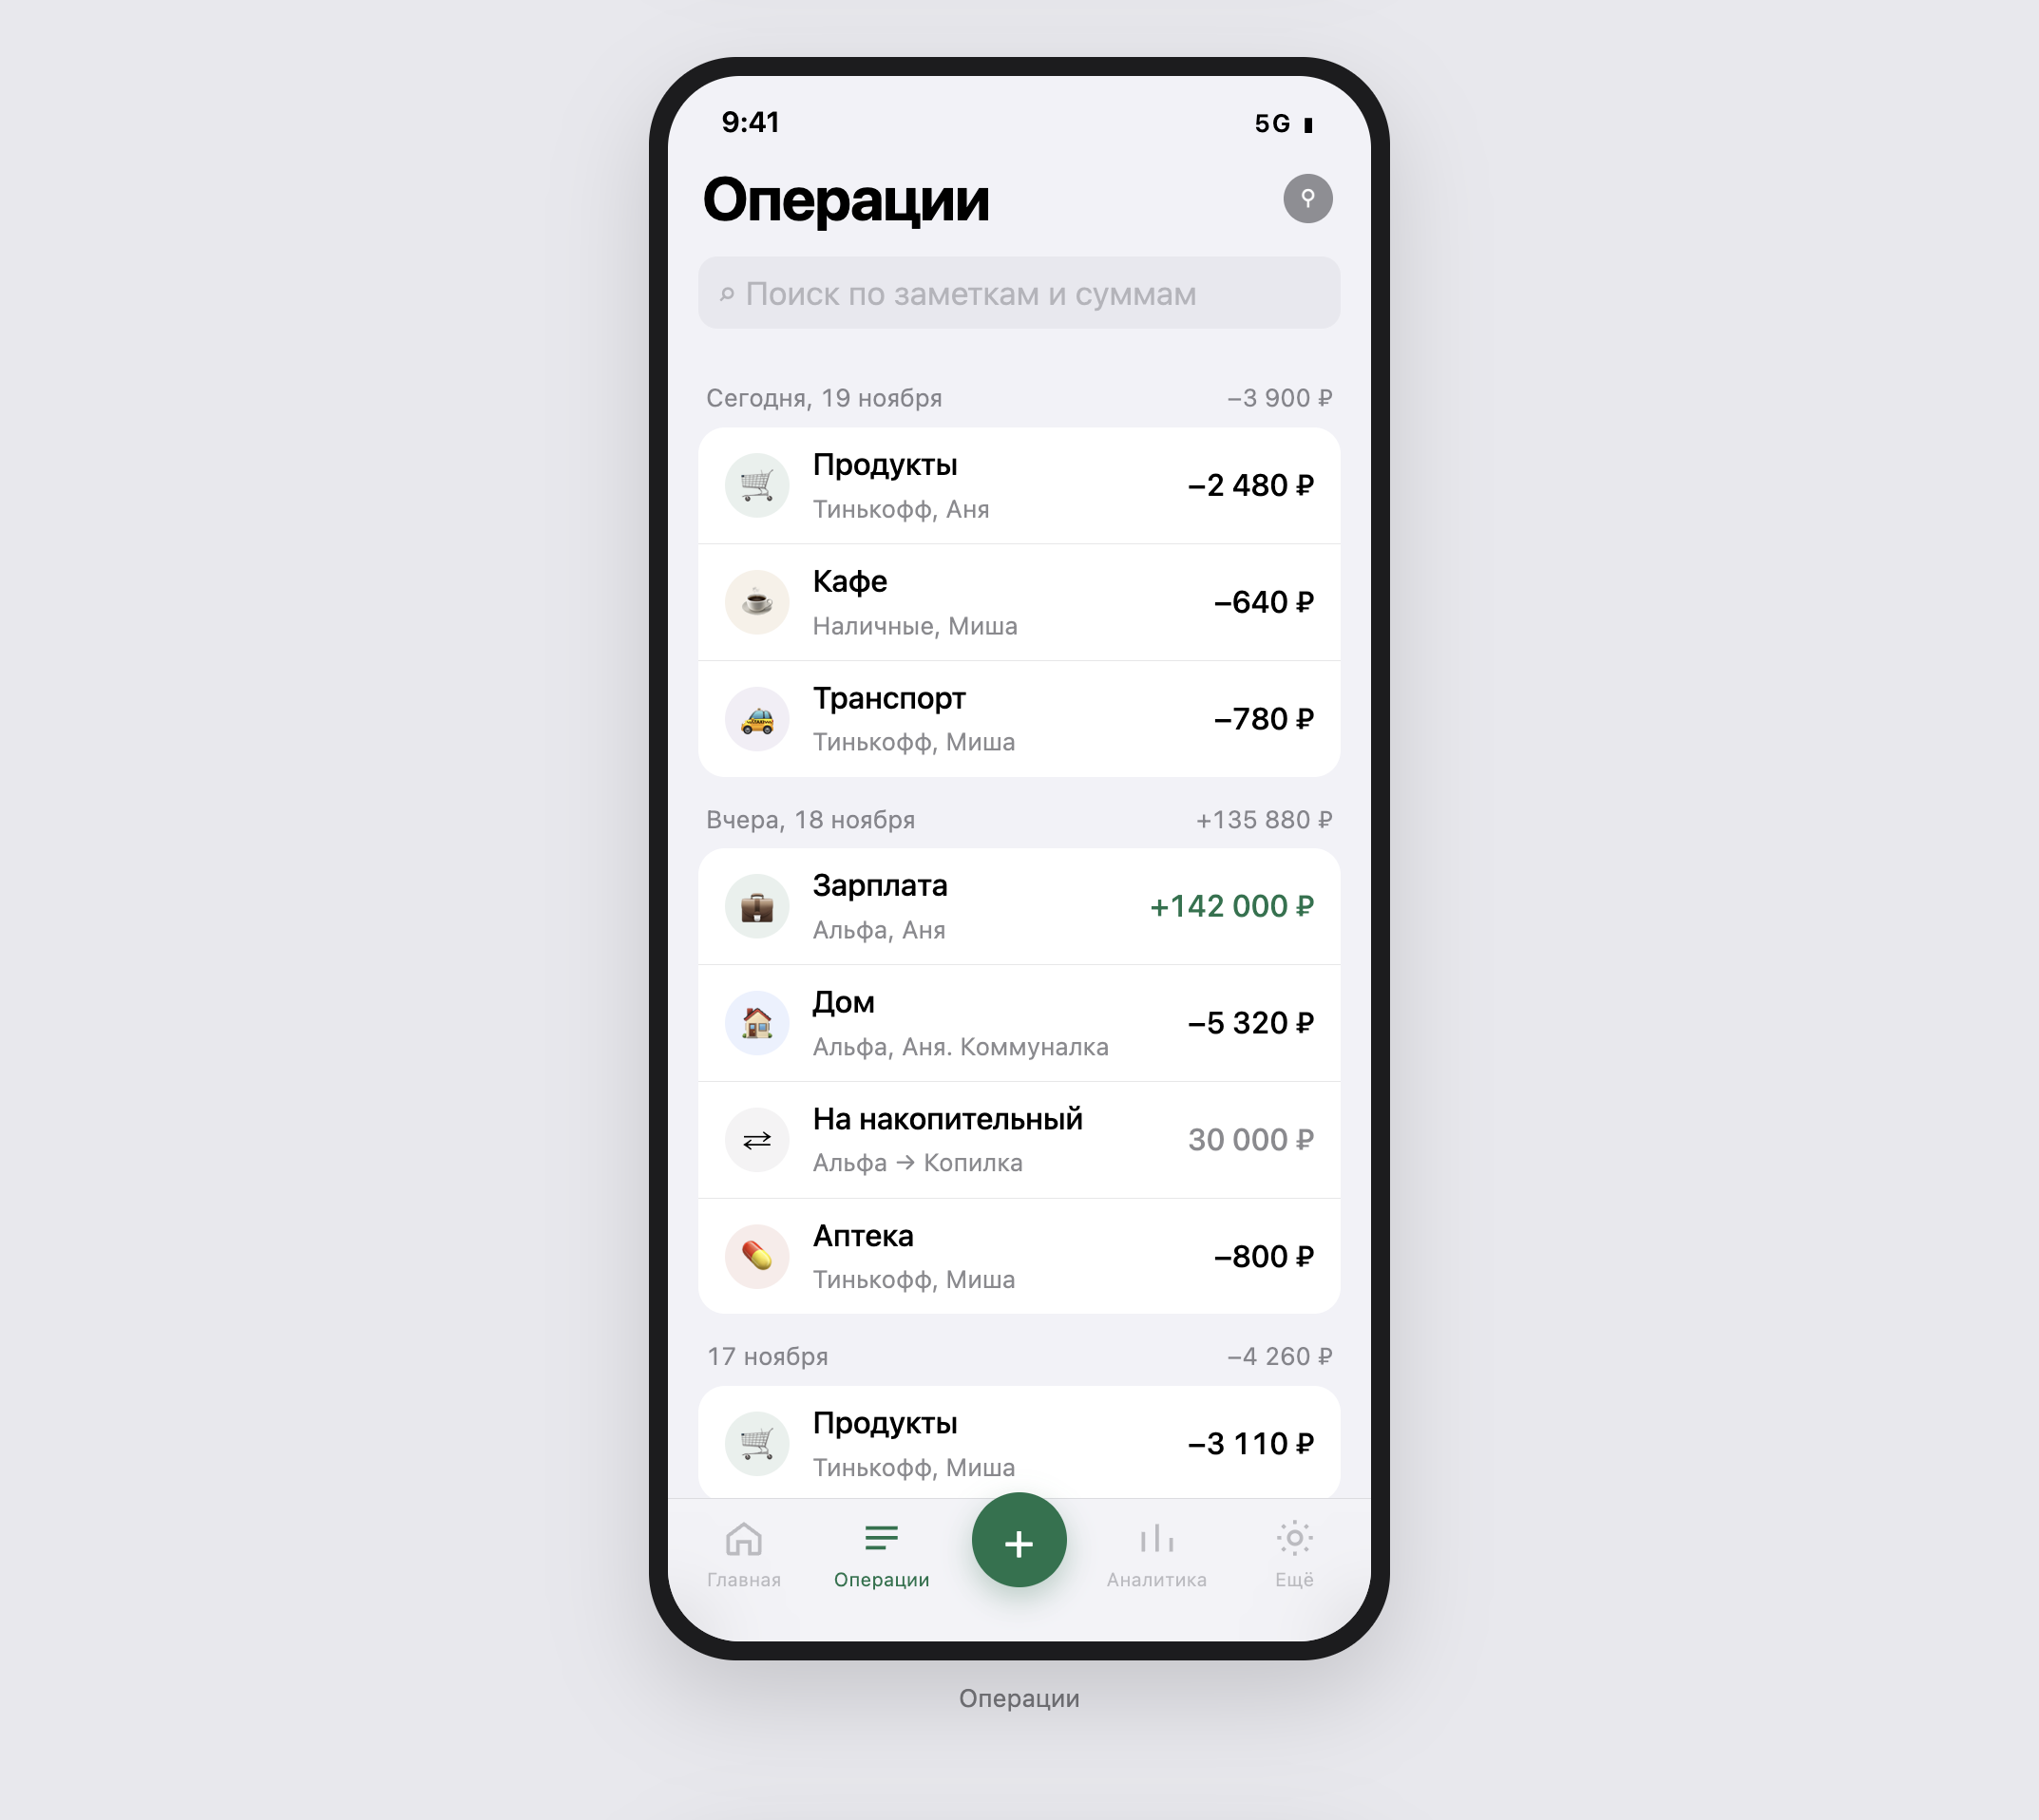 9:41 5G
Операции
Поиск по заметкам и суммам
Сегодня, 19 ноября −3 900 ₽
Продукты
Тинькофф, Аня
−2 480 ₽
Кафе
Наличные, Миша
−640 ₽
Транспорт
Тинькофф, Миша
−780 ₽
Вчера, 18 ноября +135 880 ₽
Зарплата
Альфа, Аня
+142 000 ₽
Дом
Альфа, Аня. Коммуналка
−5 320 ₽
На накопительный
Альфа → Копилка
30 000 ₽
Аптека
Тинькофф, Миша
−800 ₽
17 ноября −4 260 ₽
Продукты
Тинькофф, Миша
−3 110 ₽
+
Главная Операции Аналитика Ещё
Операции